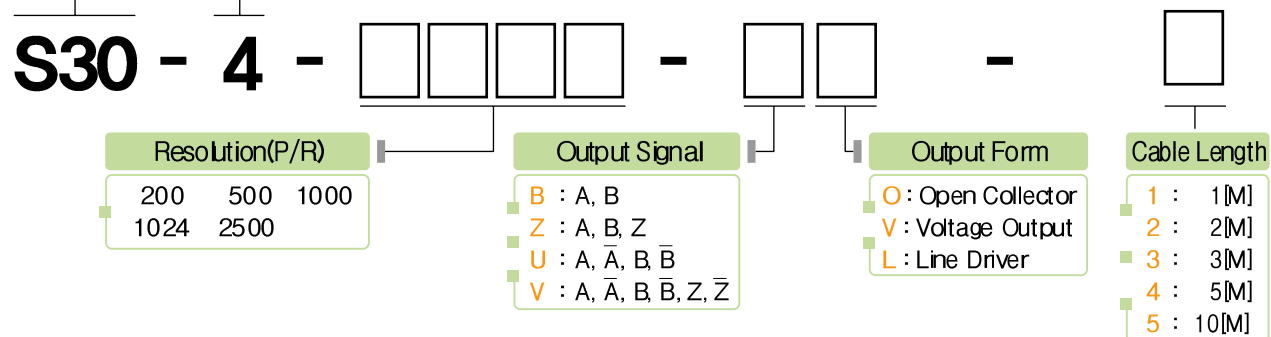 S30 - 4 - □□□□ - □□ - □
Resolution(P/R)
200 500 1000
1024 2500
Output Signal
B : A, B
Z : A, B, Z
U : A, A̅, B, B̅
V : A, A̅, B, B̅, Z, Z̅
Output Form
O : Open Collector
V : Voltage Output
L : Line Driver
Cable Length
1 : 1[M]
2 : 2[M]
3 : 3[M]
4 : 5[M]
5 : 10[M]